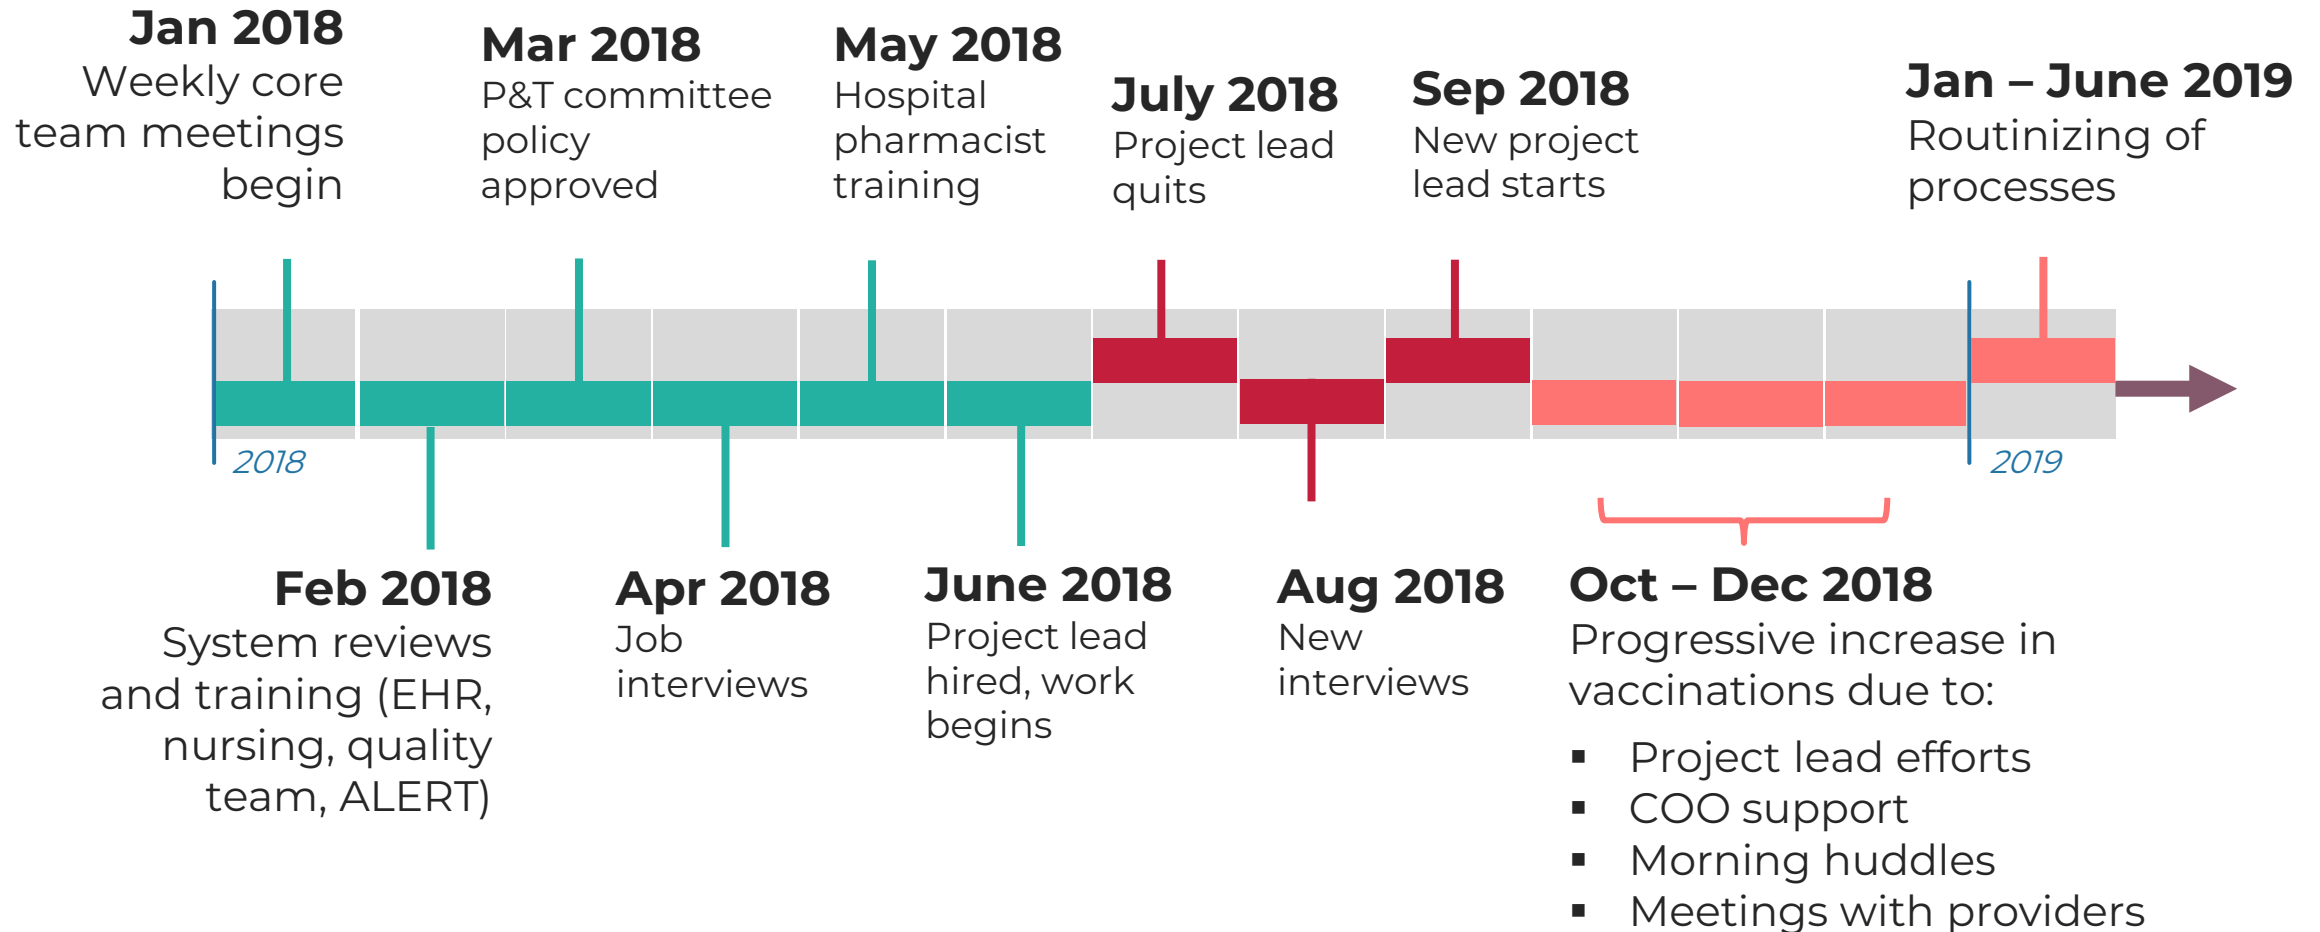 Jan 2018
Weekly core
team meetings
begin
Mar 2018
P&T committee
policy
approved
May 2018
Hospital
pharmacist
training
July 2018
Project lead
quits
Sep 2018
New project
lead starts
Jan – June 2019
Routinizing of
processes
2018
2019
Feb 2018
System reviews
and training (EHR,
nursing, quality
team, ALERT)
Apr 2018
Job
interviews
June 2018
Project lead
hired, work
begins
Aug 2018
New
interviews
Oct – Dec 2018
Progressive increase in
vaccinations due to:
▪ Project lead efforts
▪ COO support
▪ Morning huddles
▪ Meetings with providers